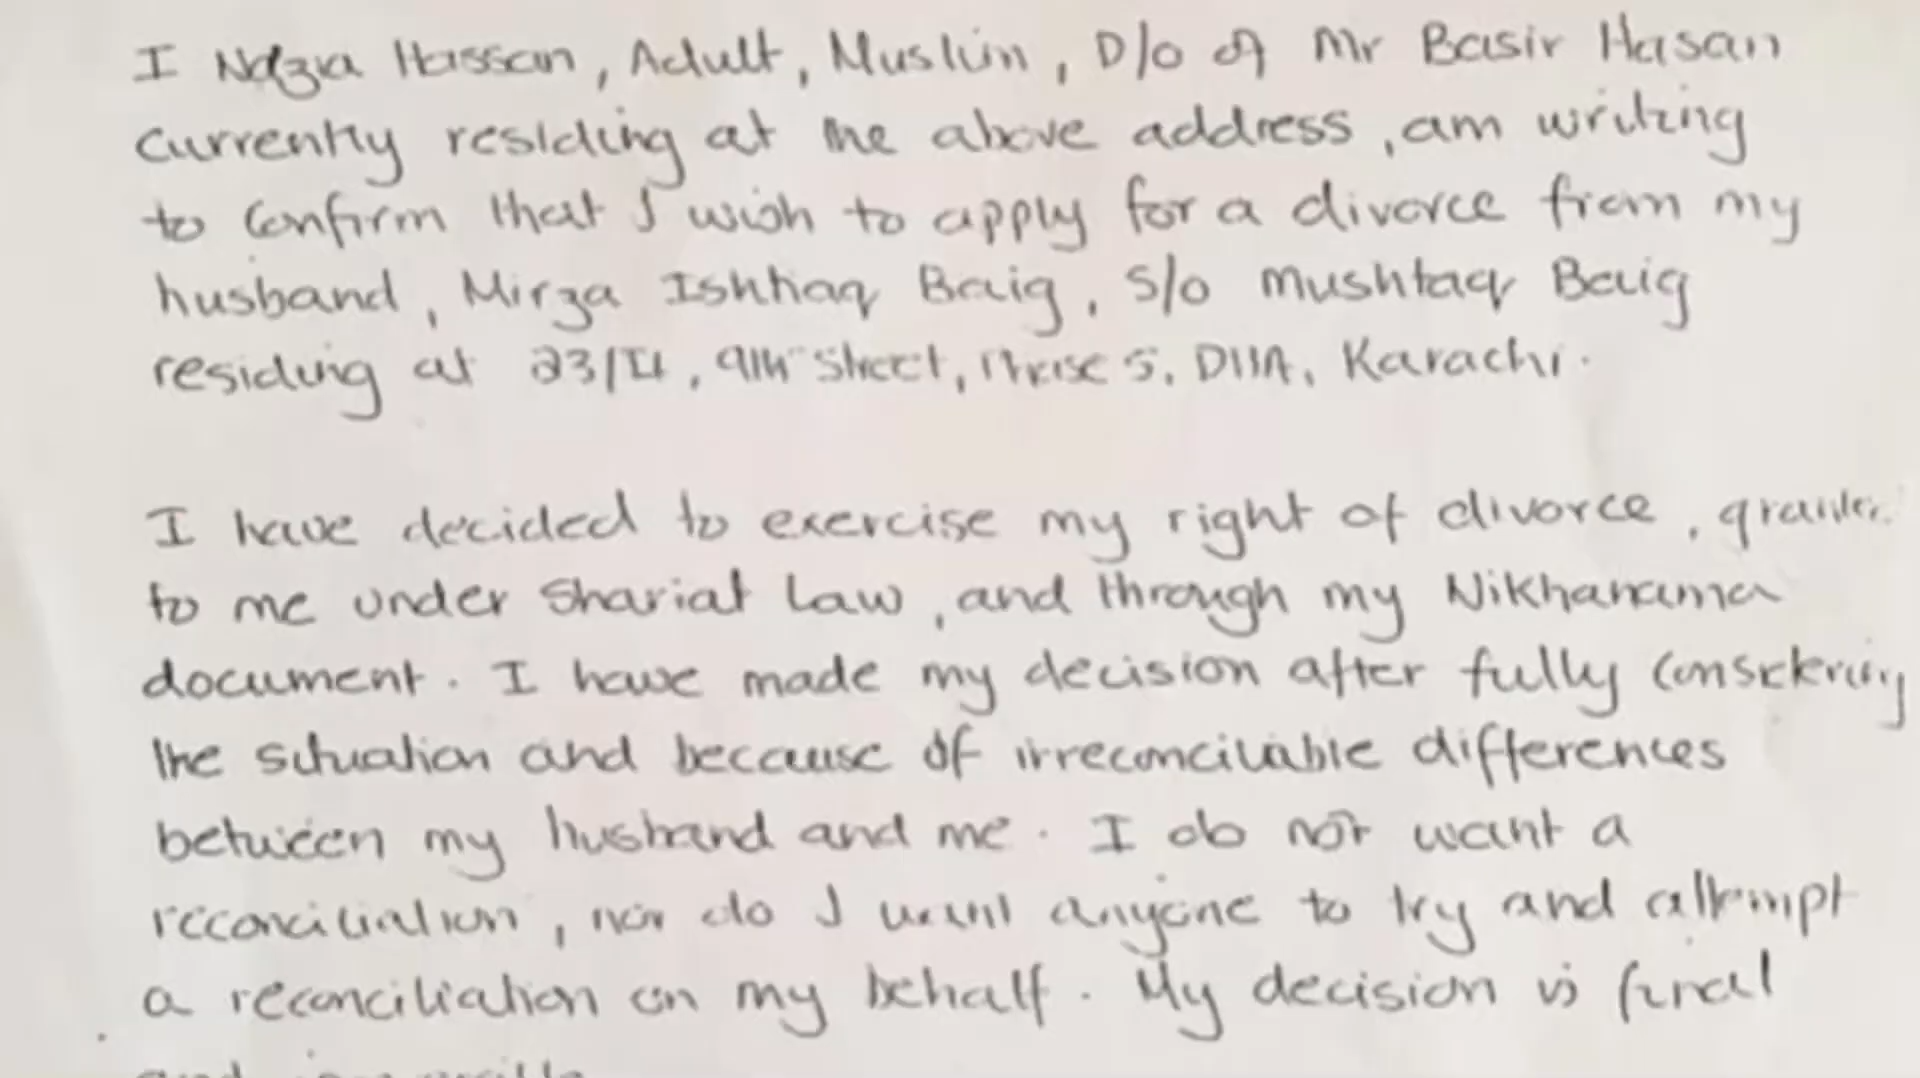 I Nazia Hassan, Adult, Muslim, D/o of Mr Basir Hasan
currently residing at the above address, am writing
to confirm that I wish to apply for a divorce from my
husband, Mirza Ishtiaq Baig, S/o Mushtaq Baig
residing at 23/II, 9th Street, Phase 5, DHA, Karachi.
I have decided to exercise my right of divorce, granted
to me under Shariat Law, and through my Nikhanama
document. I have made my decision after fully considering
the situation and because of irreconcilable differences
between my husband and me. I do not want a
reconciliation, nor do I want anyone to try and attempt
a reconciliation on my behalf. My decision is final
and